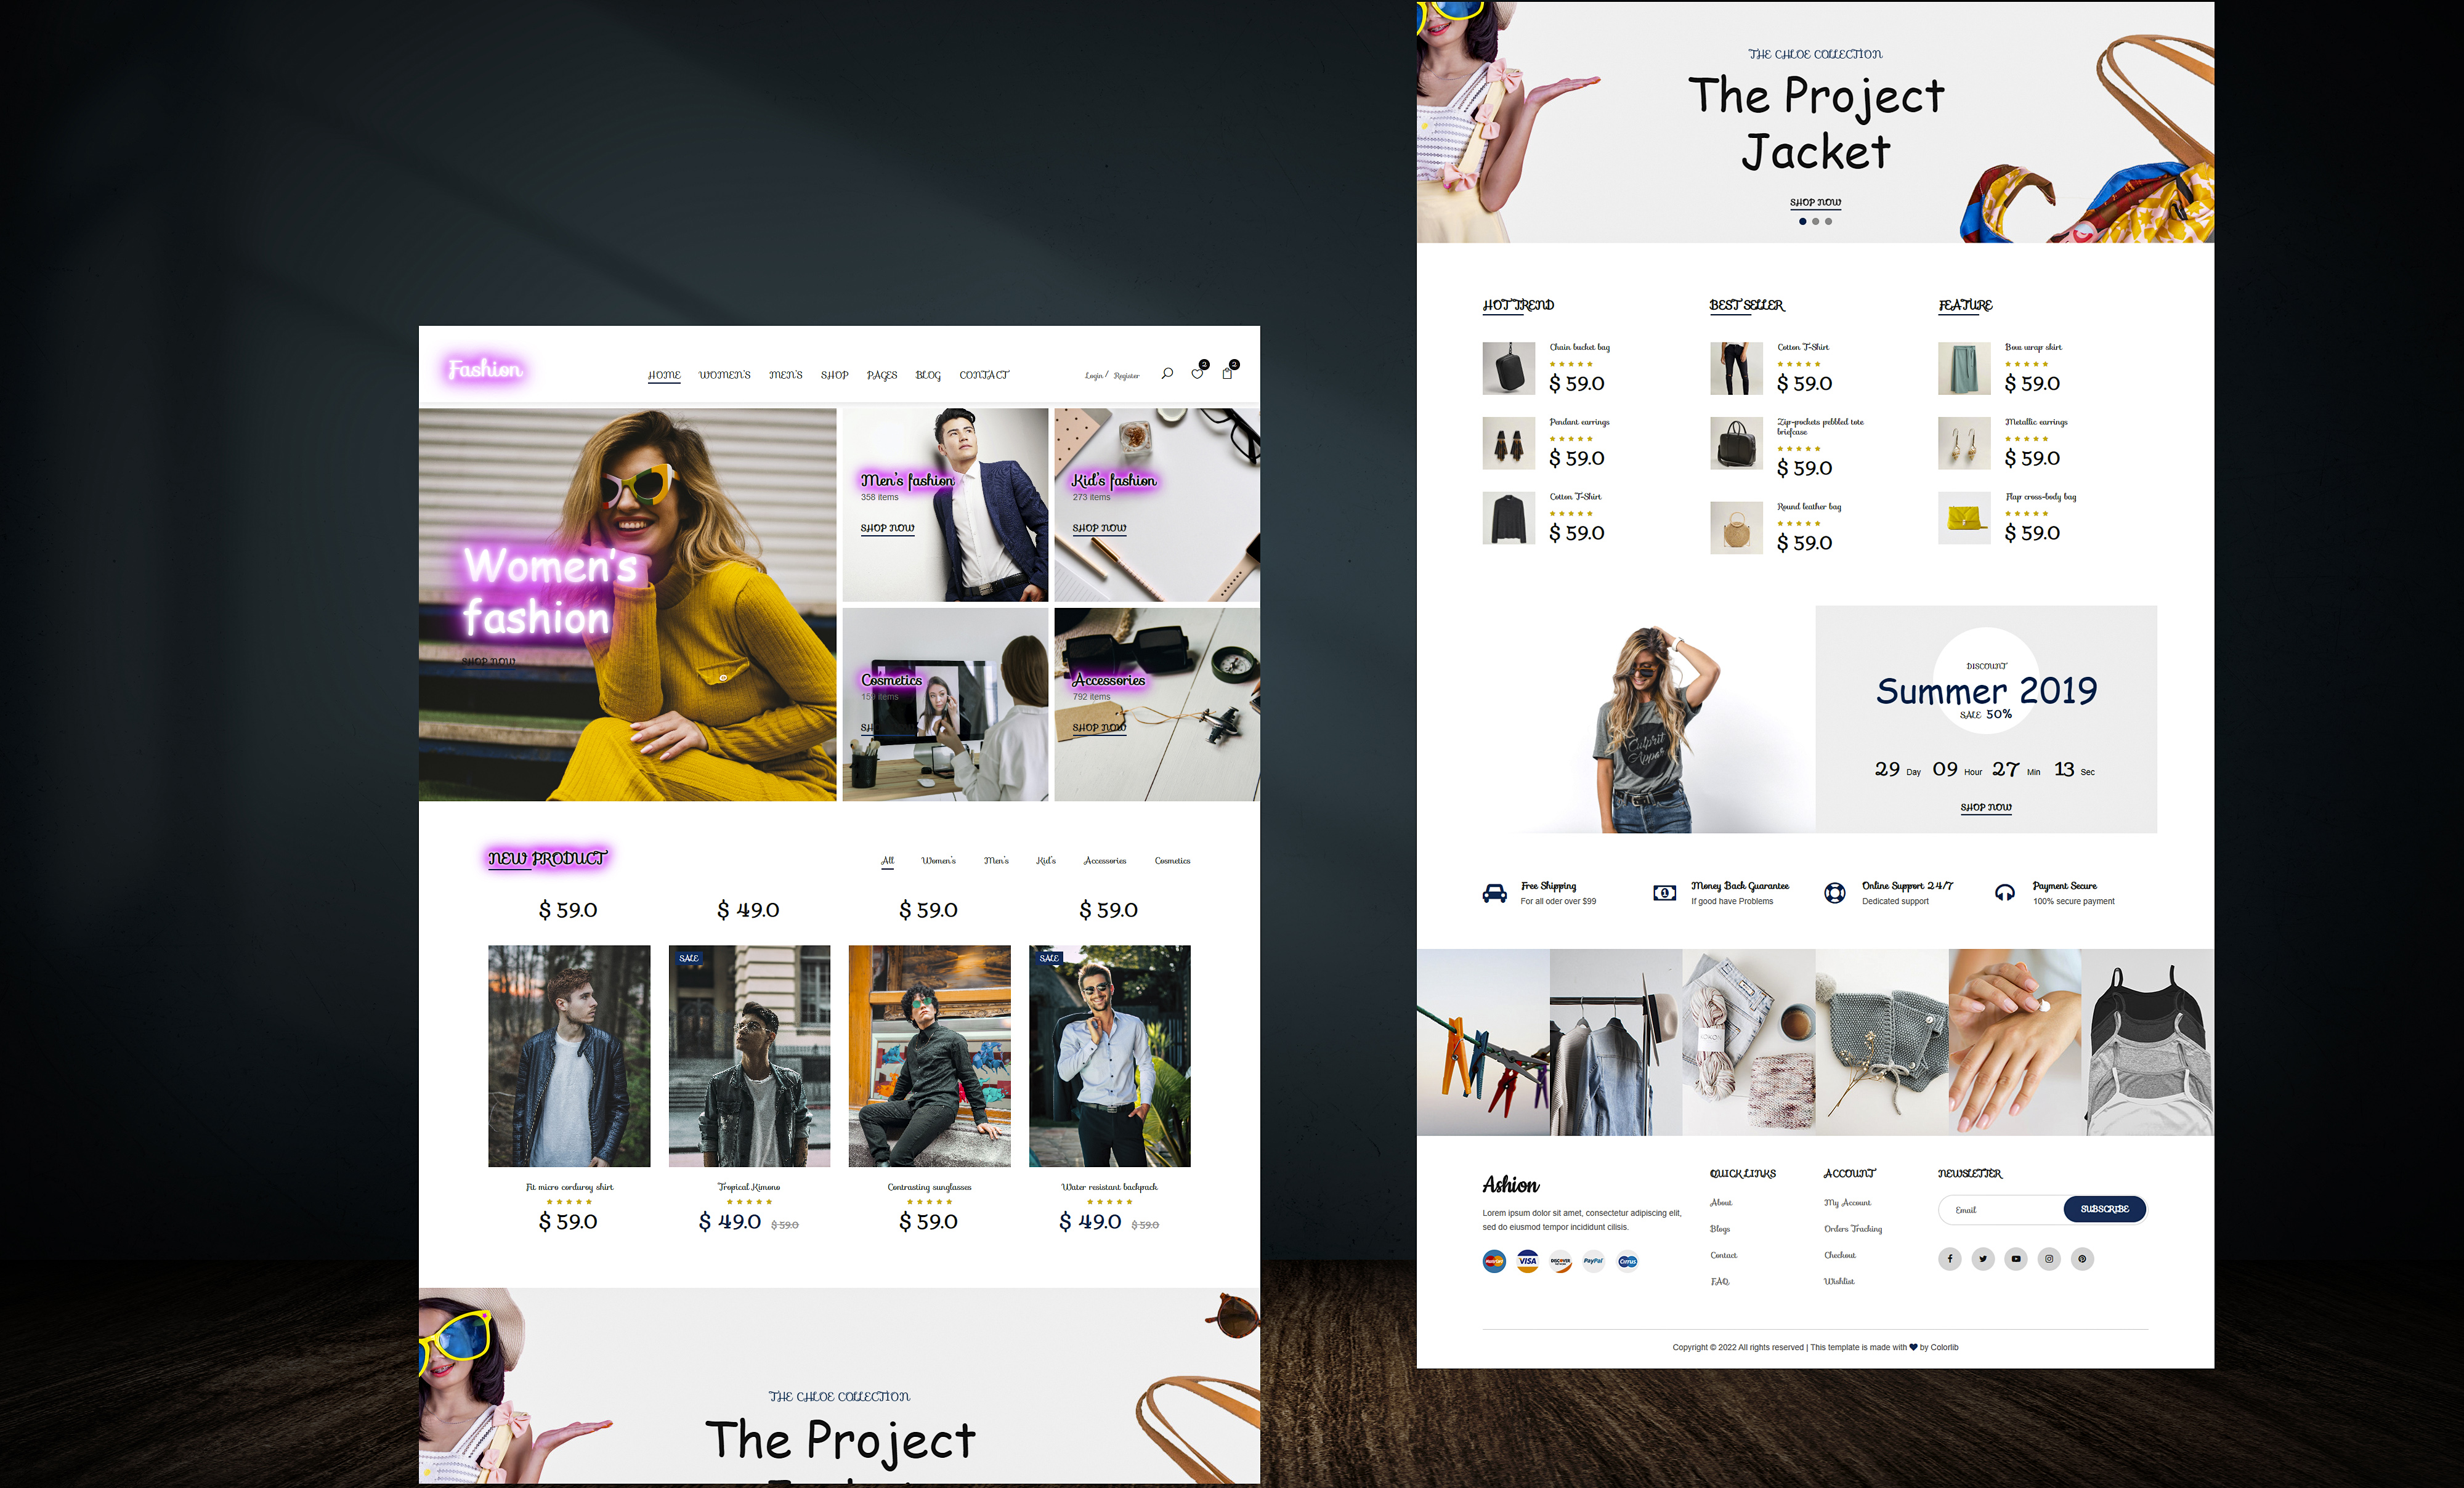 Fashion
HOME WOMEN'S MEN'S SHOP PAGES BLOG CONTACT
Login / Register
2
2
Women's
fashion
SHOP NOW
Men's fashion
358 items
SHOP NOW
Kid's fashion
273 items
SHOP NOW
Cosmetics
159 items
SH
Accessories
792 items
SHOP NOW
NEW PRODUCT
All Women's Men's Kid's Accessories Cosmetics
$ 59.0 $ 49.0 $ 59.0 $ 59.0
SALE
SALE
Fit micro corduroy shirt
$ 59.0
Tropical Kimono
$ 49.0 $ 59.0
Contrasting sunglasses
$ 59.0
Water resistant backpack
$ 49.0 $ 59.0
THE CHLOE COLLECTION
The Project
THE CHLOE COLLECTION
The Project
Jacket
SHOP NOW
HOT TREND
Chain bucket bag
$ 59.0
Pendant earrings
$ 59.0
Cotton T-Shirt
$ 59.0
BEST SELLER
Cotton T-Shirt
$ 59.0
Zip-pockets pebbled tote
briefcase
$ 59.0
Round leather bag
$ 59.0
FEATURE
Bow wrap skirt
$ 59.0
Metallic earrings
$ 59.0
Flap cross-body bag
$ 59.0
Culprit
DISCOUNT
Summer 2019
SALE 50%
29 Day 09 Hour 27 Min 13 Sec
SHOP NOW
Free Shipping
For all oder over $99
Money Back Guarantee
If good have Problems
Online Support 24/7
Dedicated support
Payment Secure
100% secure payment
Ashion
Lorem ipsum dolor sit amet, consectetur adipiscing elit,
sed do eiusmod tempor incididunt cilisis.
MasterCard VISA DISCOVER PayPal Cirrus
QUICK LINKS
About
Blogs
Contact
FAQ
ACCOUNT
My Account
Orders Tracking
Checkout
Wishlist
NEWSLETTER
Email SUBSCRIBE
Copyright © 2022 All rights reserved | This template is made with by Colorlib